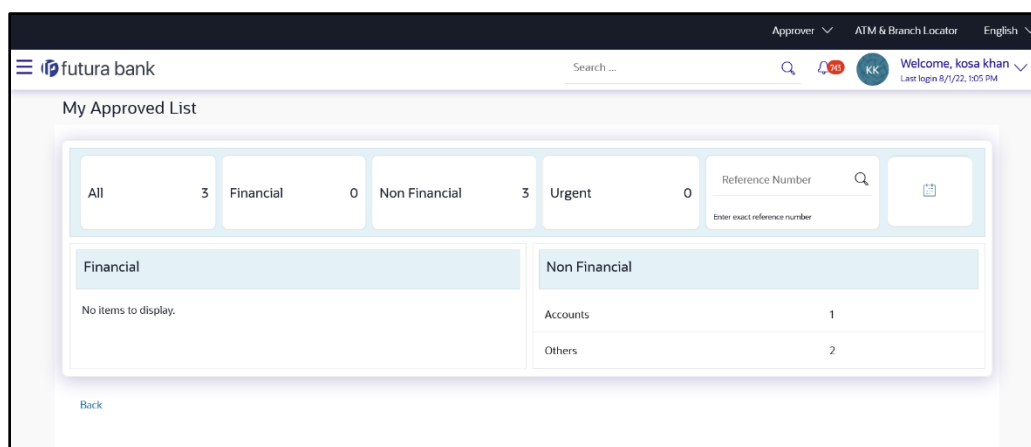 Approver ATM & Branch Locator English
futura bank Search ... 743 KK Welcome, kosa khan
Last login 8/1/22, 1:05 PM
My Approved List
All 3 Financial 0 Non Financial 3 Urgent 0 Reference Number
Enter exact reference number
Financial Non Financial
No items to display. Accounts 1
Others 2
Back